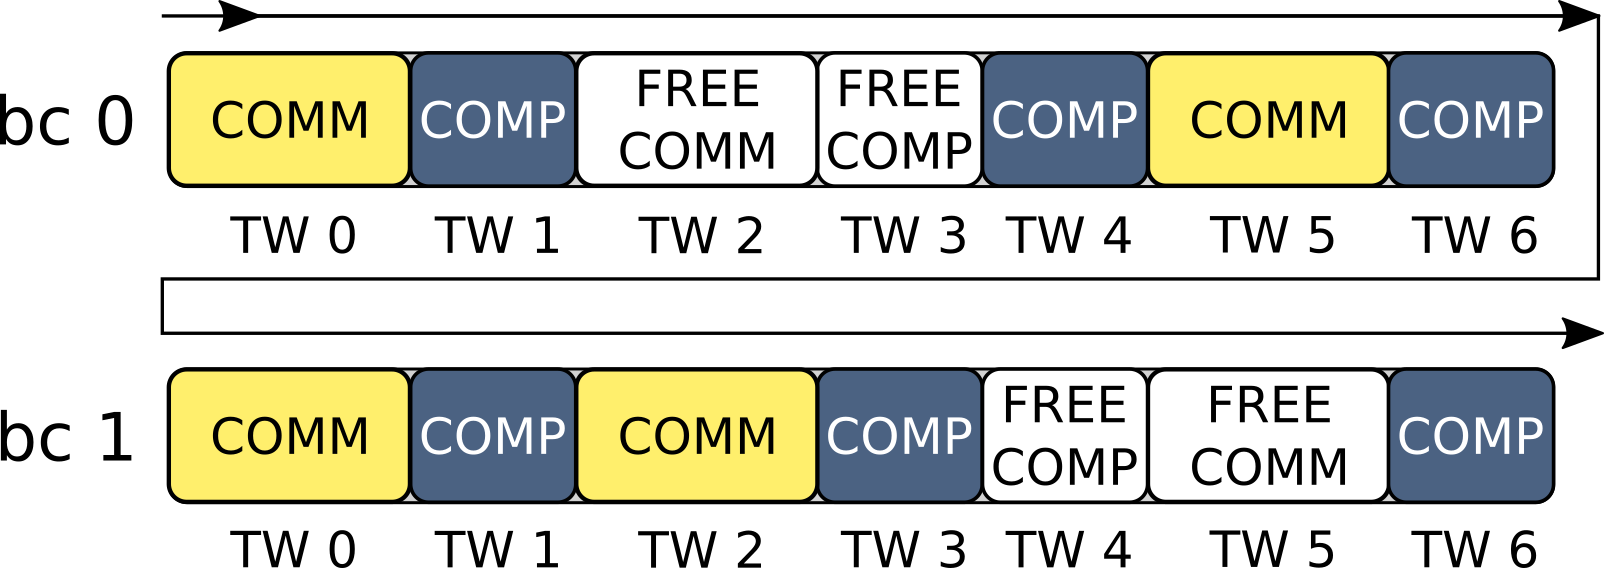 bc 0
COMM COMP FREE COMM FREE COMP COMP COMM COMP
TW 0 TW 1 TW 2 TW 3 TW 4 TW 5 TW 6
bc 1
COMM COMP COMM COMP FREE COMP FREE COMM COMP
TW 0 TW 1 TW 2 TW 3 TW 4 TW 5 TW 6